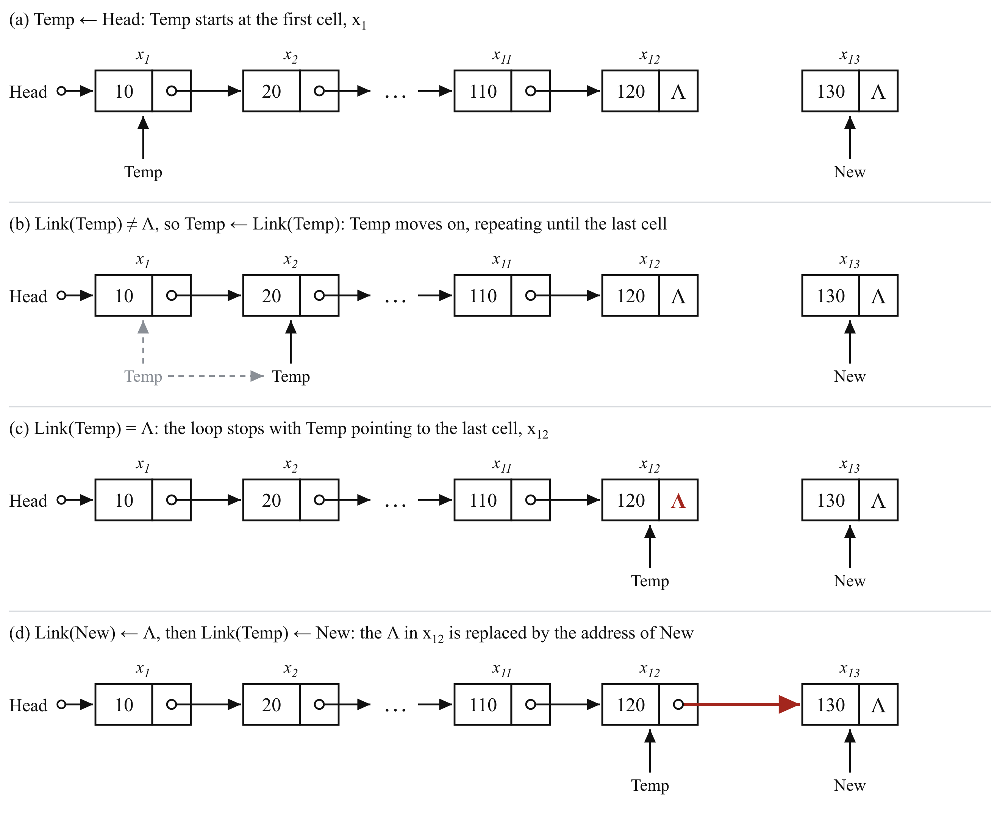 (a) Temp ← Head: Temp starts at the first cell, x₁
x₁ x₂ x₁₁ x₁₂ x₁₃
Head 10 20 ... 110 120 Λ 130 Λ
Temp New
(b) Link(Temp) ≠ Λ, so Temp ← Link(Temp): Temp moves on, repeating until the last cell
x₁ x₂ x₁₁ x₁₂ x₁₃
Head 10 20 ... 110 120 Λ 130 Λ
Temp Temp New
(c) Link(Temp) = Λ: the loop stops with Temp pointing to the last cell, x₁₂
x₁ x₂ x₁₁ x₁₂ x₁₃
Head 10 20 ... 110 120 Λ 130 Λ
Temp New
(d) Link(New) ← Λ, then Link(Temp) ← New: the Λ in x₁₂ is replaced by the address of New
x₁ x₂ x₁₁ x₁₂ x₁₃
Head 10 20 ... 110 120 130 Λ
Temp New